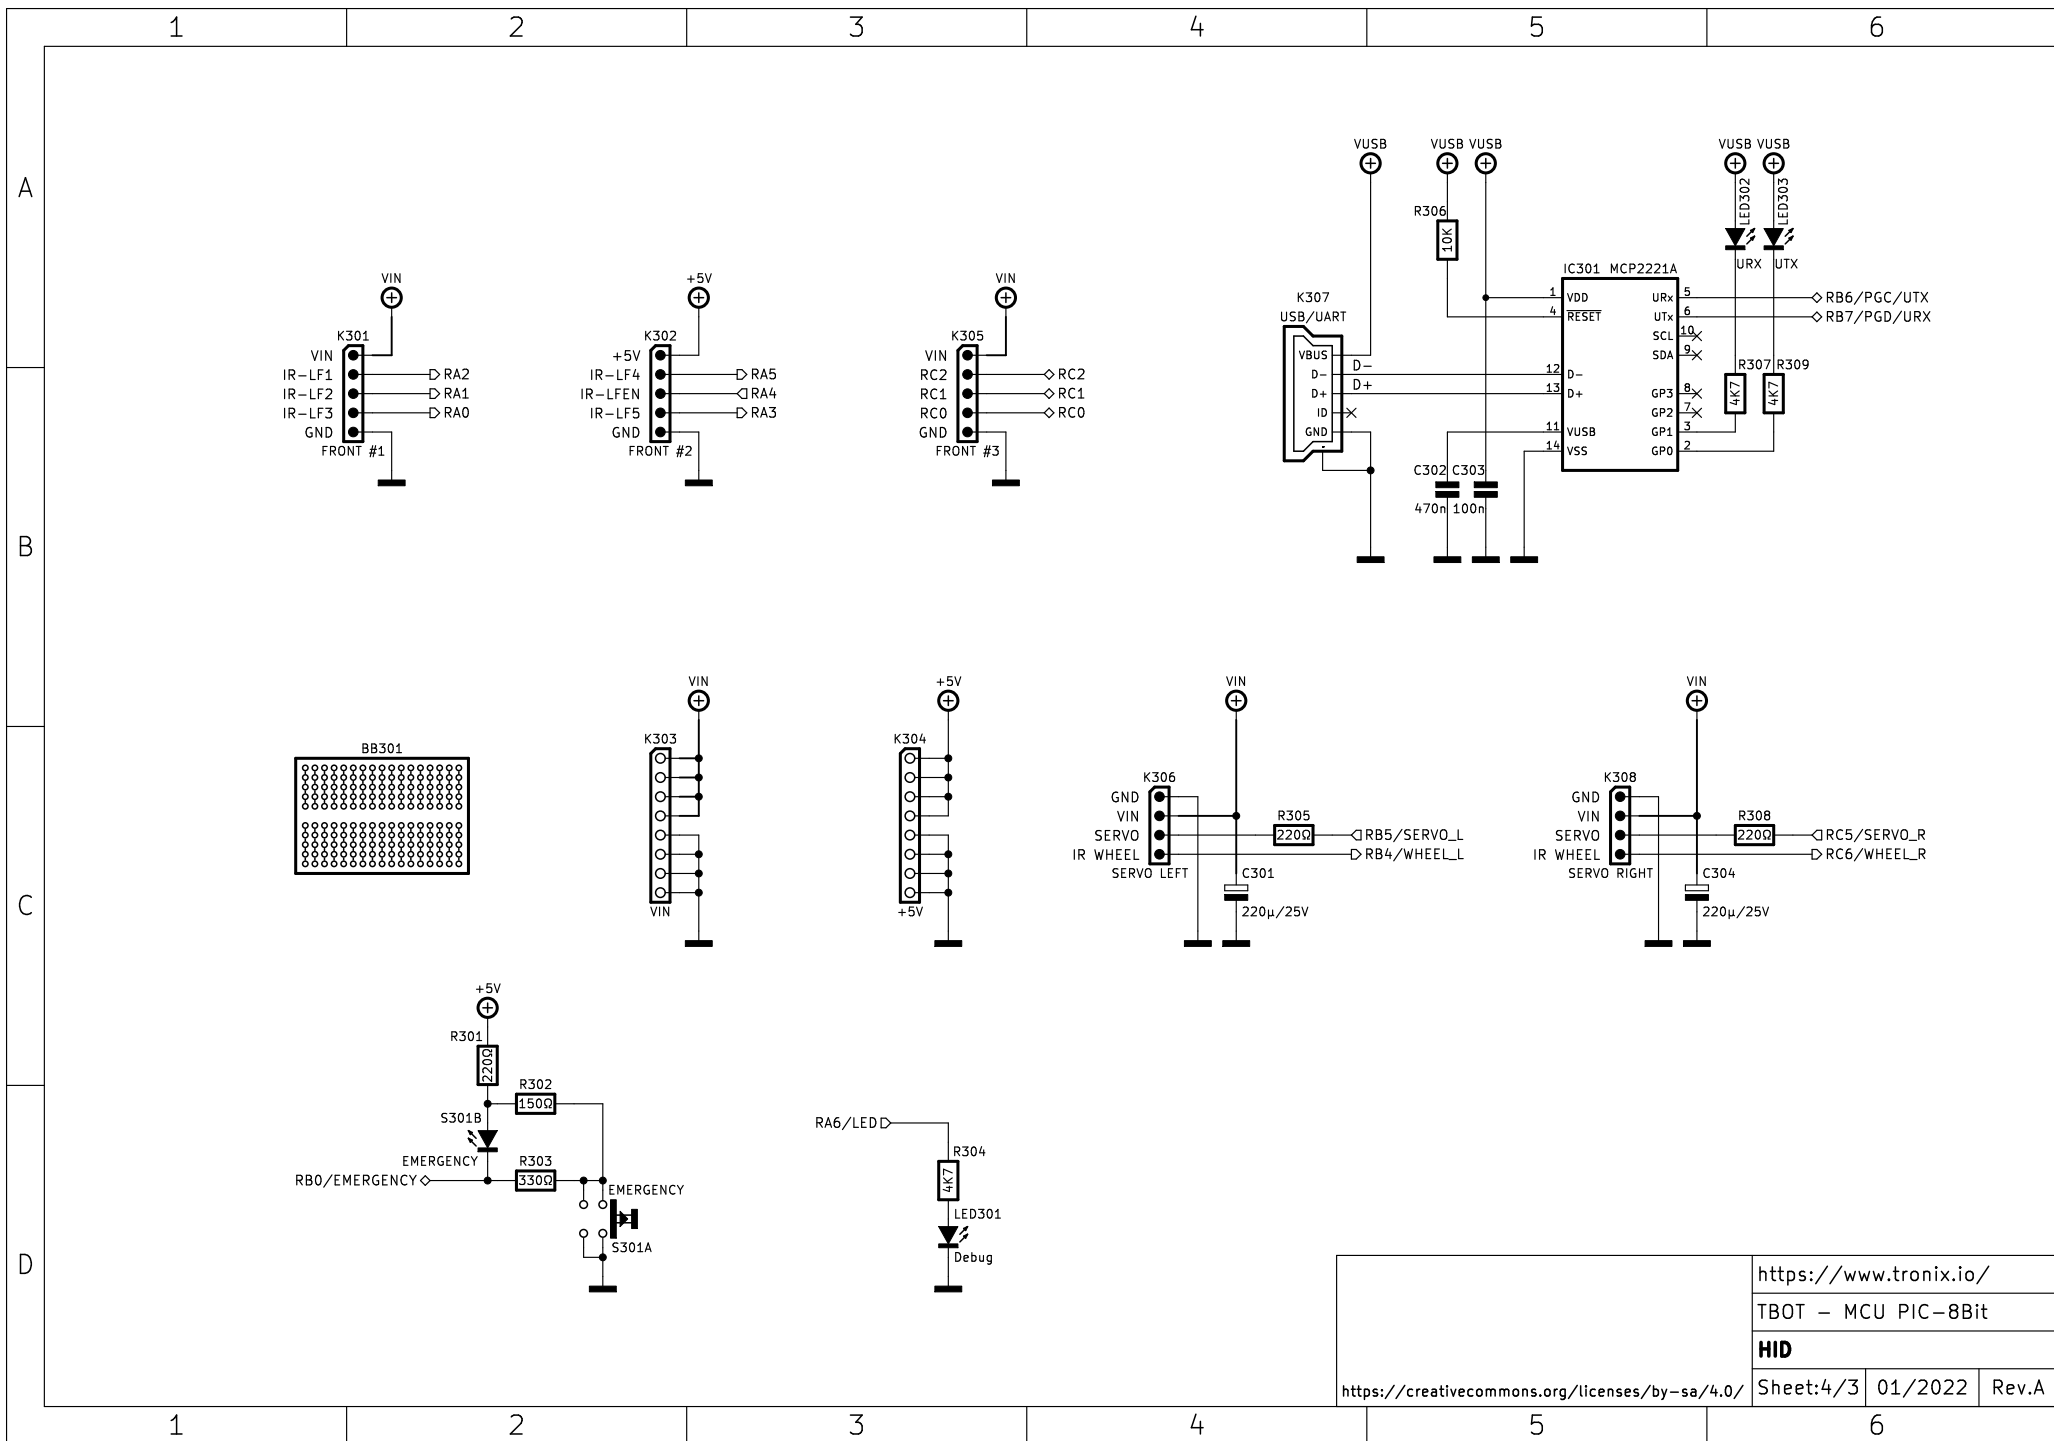 1 2 3 4 5 6
A
B
C
D
VUSB
VUSB VUSB
VUSB VUSB
LED302
LED303
R306
10K
URX UTX
IC301 MCP2221A
1 VDD
4 RESET
12 D-
13 D+
11 VUSB
14 VSS
URx 5
UTx 6
SCL 10
SDA 9
GP3 8
GP2 7
GP1 3
GP0 2
RB6/PGC/UTX
RB7/PGD/URX
R307 R309
4K7 4K7
K307
USB/UART
VBUS
D-
D+
ID
GND
D-
D+
C302 C303
470n 100n
VIN
K301
VIN
IR-LF1
IR-LF2
IR-LF3
GND
RA2
RA1
RA0
FRONT #1
+5V
K302
+5V
IR-LF4
IR-LFEN
IR-LF5
GND
RA5
RA4
RA3
FRONT #2
VIN
K305
VIN
RC2
RC1
RC0
GND
RC2
RC1
RC0
FRONT #3
BB301
VIN
K303
VIN
+5V
K304
+5V
VIN
K306
GND
VIN
SERVO
IR WHEEL
SERVO LEFT
R305
220Ω
RB5/SERVO_L
RB4/WHEEL_L
C301
220µ/25V
VIN
K308
GND
VIN
SERVO
IR WHEEL
SERVO RIGHT
R308
220Ω
RC5/SERVO_R
RC6/WHEEL_R
C304
220µ/25V
+5V
R301
220Ω
R302
150Ω
S301B
EMERGENCY
RB0/EMERGENCY
R303
330Ω
EMERGENCY
S301A
RA6/LED
R304
4K7
LED301
Debug
https://www.tronix.io/
TBOT - MCU PIC-8Bit
HID
https://creativecommons.org/licenses/by-sa/4.0/
Sheet:4/3 01/2022 Rev.A
1 2 3 4 5 6